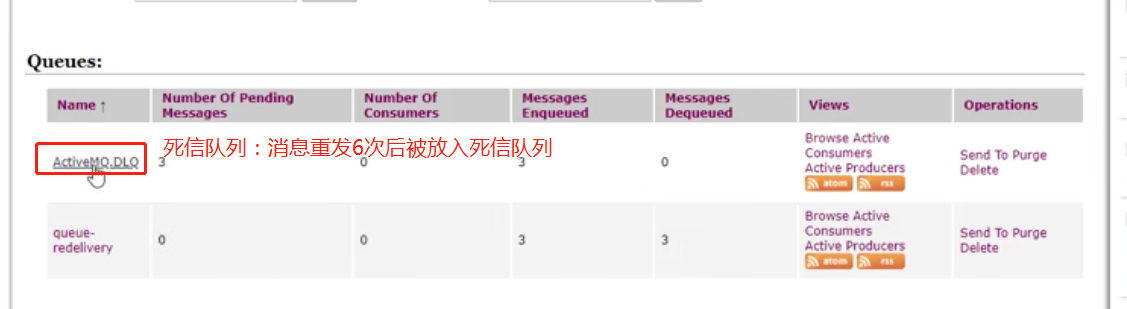 Queues:
Name ↑
Number Of Pending
Messages
Number Of
Consumers
Messages
Enqueued
Messages
Dequeued
Views
Operations
ActiveMQ.DLQ
死信队列：消息重发6次后被放入死信队列
3
0
3
0
Browse Active
Consumers
Active Producers
atom
rss
Send To Purge
Delete
queue-
redelivery
0
0
3
3
Browse Active
Consumers
Active Producers
atom
rss
Send To Purge
Delete